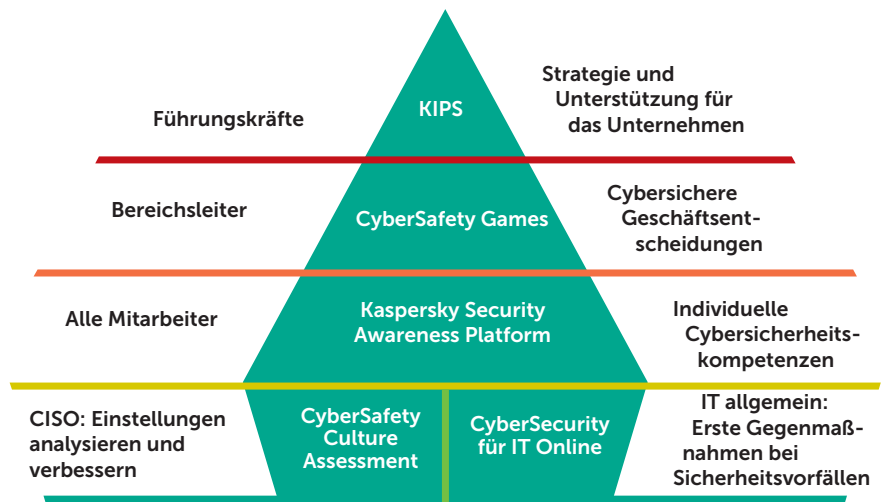 Führungskräfte
KIPS
Strategie und
Unterstützung für
das Unternehmen
Bereichsleiter
CyberSafety Games
Cybersichere
Geschäftsent-
scheidungen
Alle Mitarbeiter
Kaspersky Security
Awareness Platform
Individuelle
Cybersicherheits-
kompetenzen
CISO: Einstellungen
analysieren und
verbessern
CyberSafety
Culture
Assessment
CyberSecurity
für IT Online
IT allgemein:
Erste Gegenmaß-
nahmen bei
Sicherheitsvorfällen